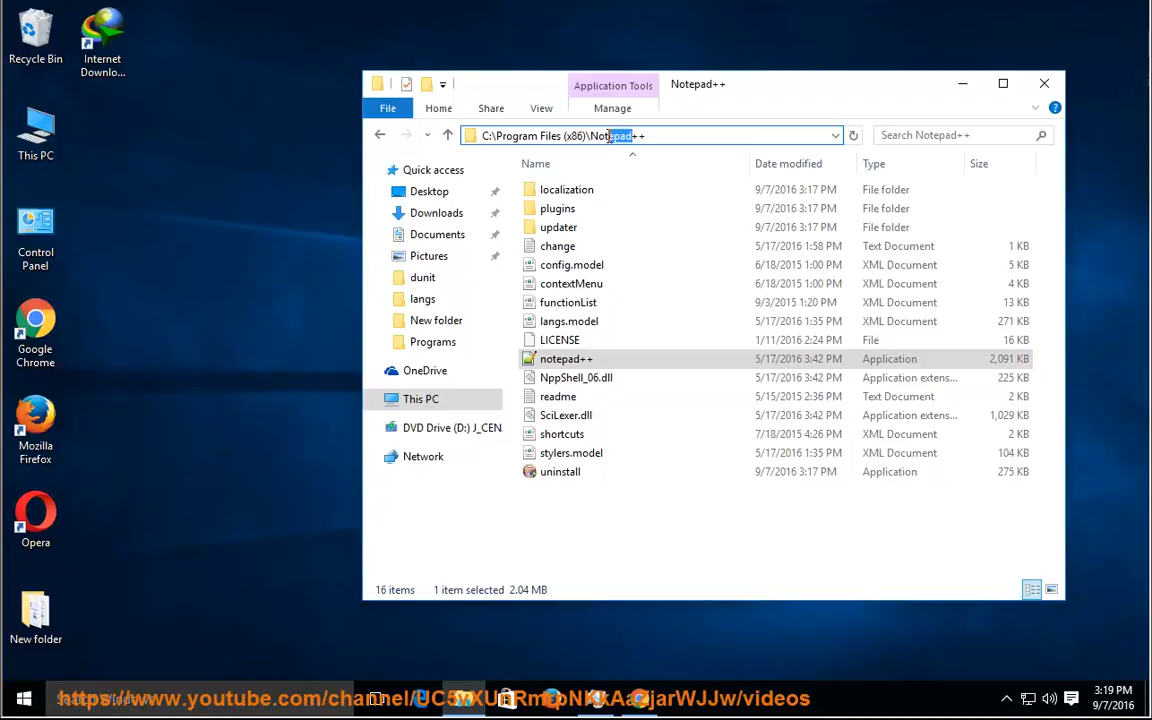 Recycle Bin
Internet
Downlo...
This PC
Control
Panel
Google
Chrome
Mozilla
Firefox
Opera
New folder
Application Tools
Notepad++
File
Home
Share
View
Manage
C:\Program Files (x86)\Notepad++
Search Notepad++
Name
Date modified
Type
Size
Quick access
Desktop
Downloads
Documents
Pictures
dunit
langs
New folder
Programs
OneDrive
This PC
DVD Drive (D:) J_CEN
Network
localization 9/7/2016 3:17 PM File folder
plugins 9/7/2016 3:17 PM File folder
updater 9/7/2016 3:17 PM File folder
change 5/17/2016 1:58 PM Text Document 1 KB
config.model 6/18/2015 1:00 PM XML Document 5 KB
contextMenu 6/18/2015 1:00 PM XML Document 4 KB
functionList 9/3/2015 1:20 PM XML Document 13 KB
langs.model 5/17/2016 1:35 PM XML Document 271 KB
LICENSE 1/11/2016 2:24 PM File 16 KB
notepad++ 5/17/2016 3:42 PM Application 2,091 KB
NppShell_06.dll 5/17/2016 3:42 PM Application extens... 225 KB
readme 5/15/2015 2:36 PM Text Document 2 KB
SciLexer.dll 5/17/2016 3:42 PM Application extens... 1,029 KB
shortcuts 7/18/2015 4:26 PM XML Document 2 KB
stylers.model 5/17/2016 1:35 PM XML Document 104 KB
uninstall 9/7/2016 3:17 PM Application 275 KB
16 items
1 item selected 2.04 MB
3:19 PM
9/7/2016